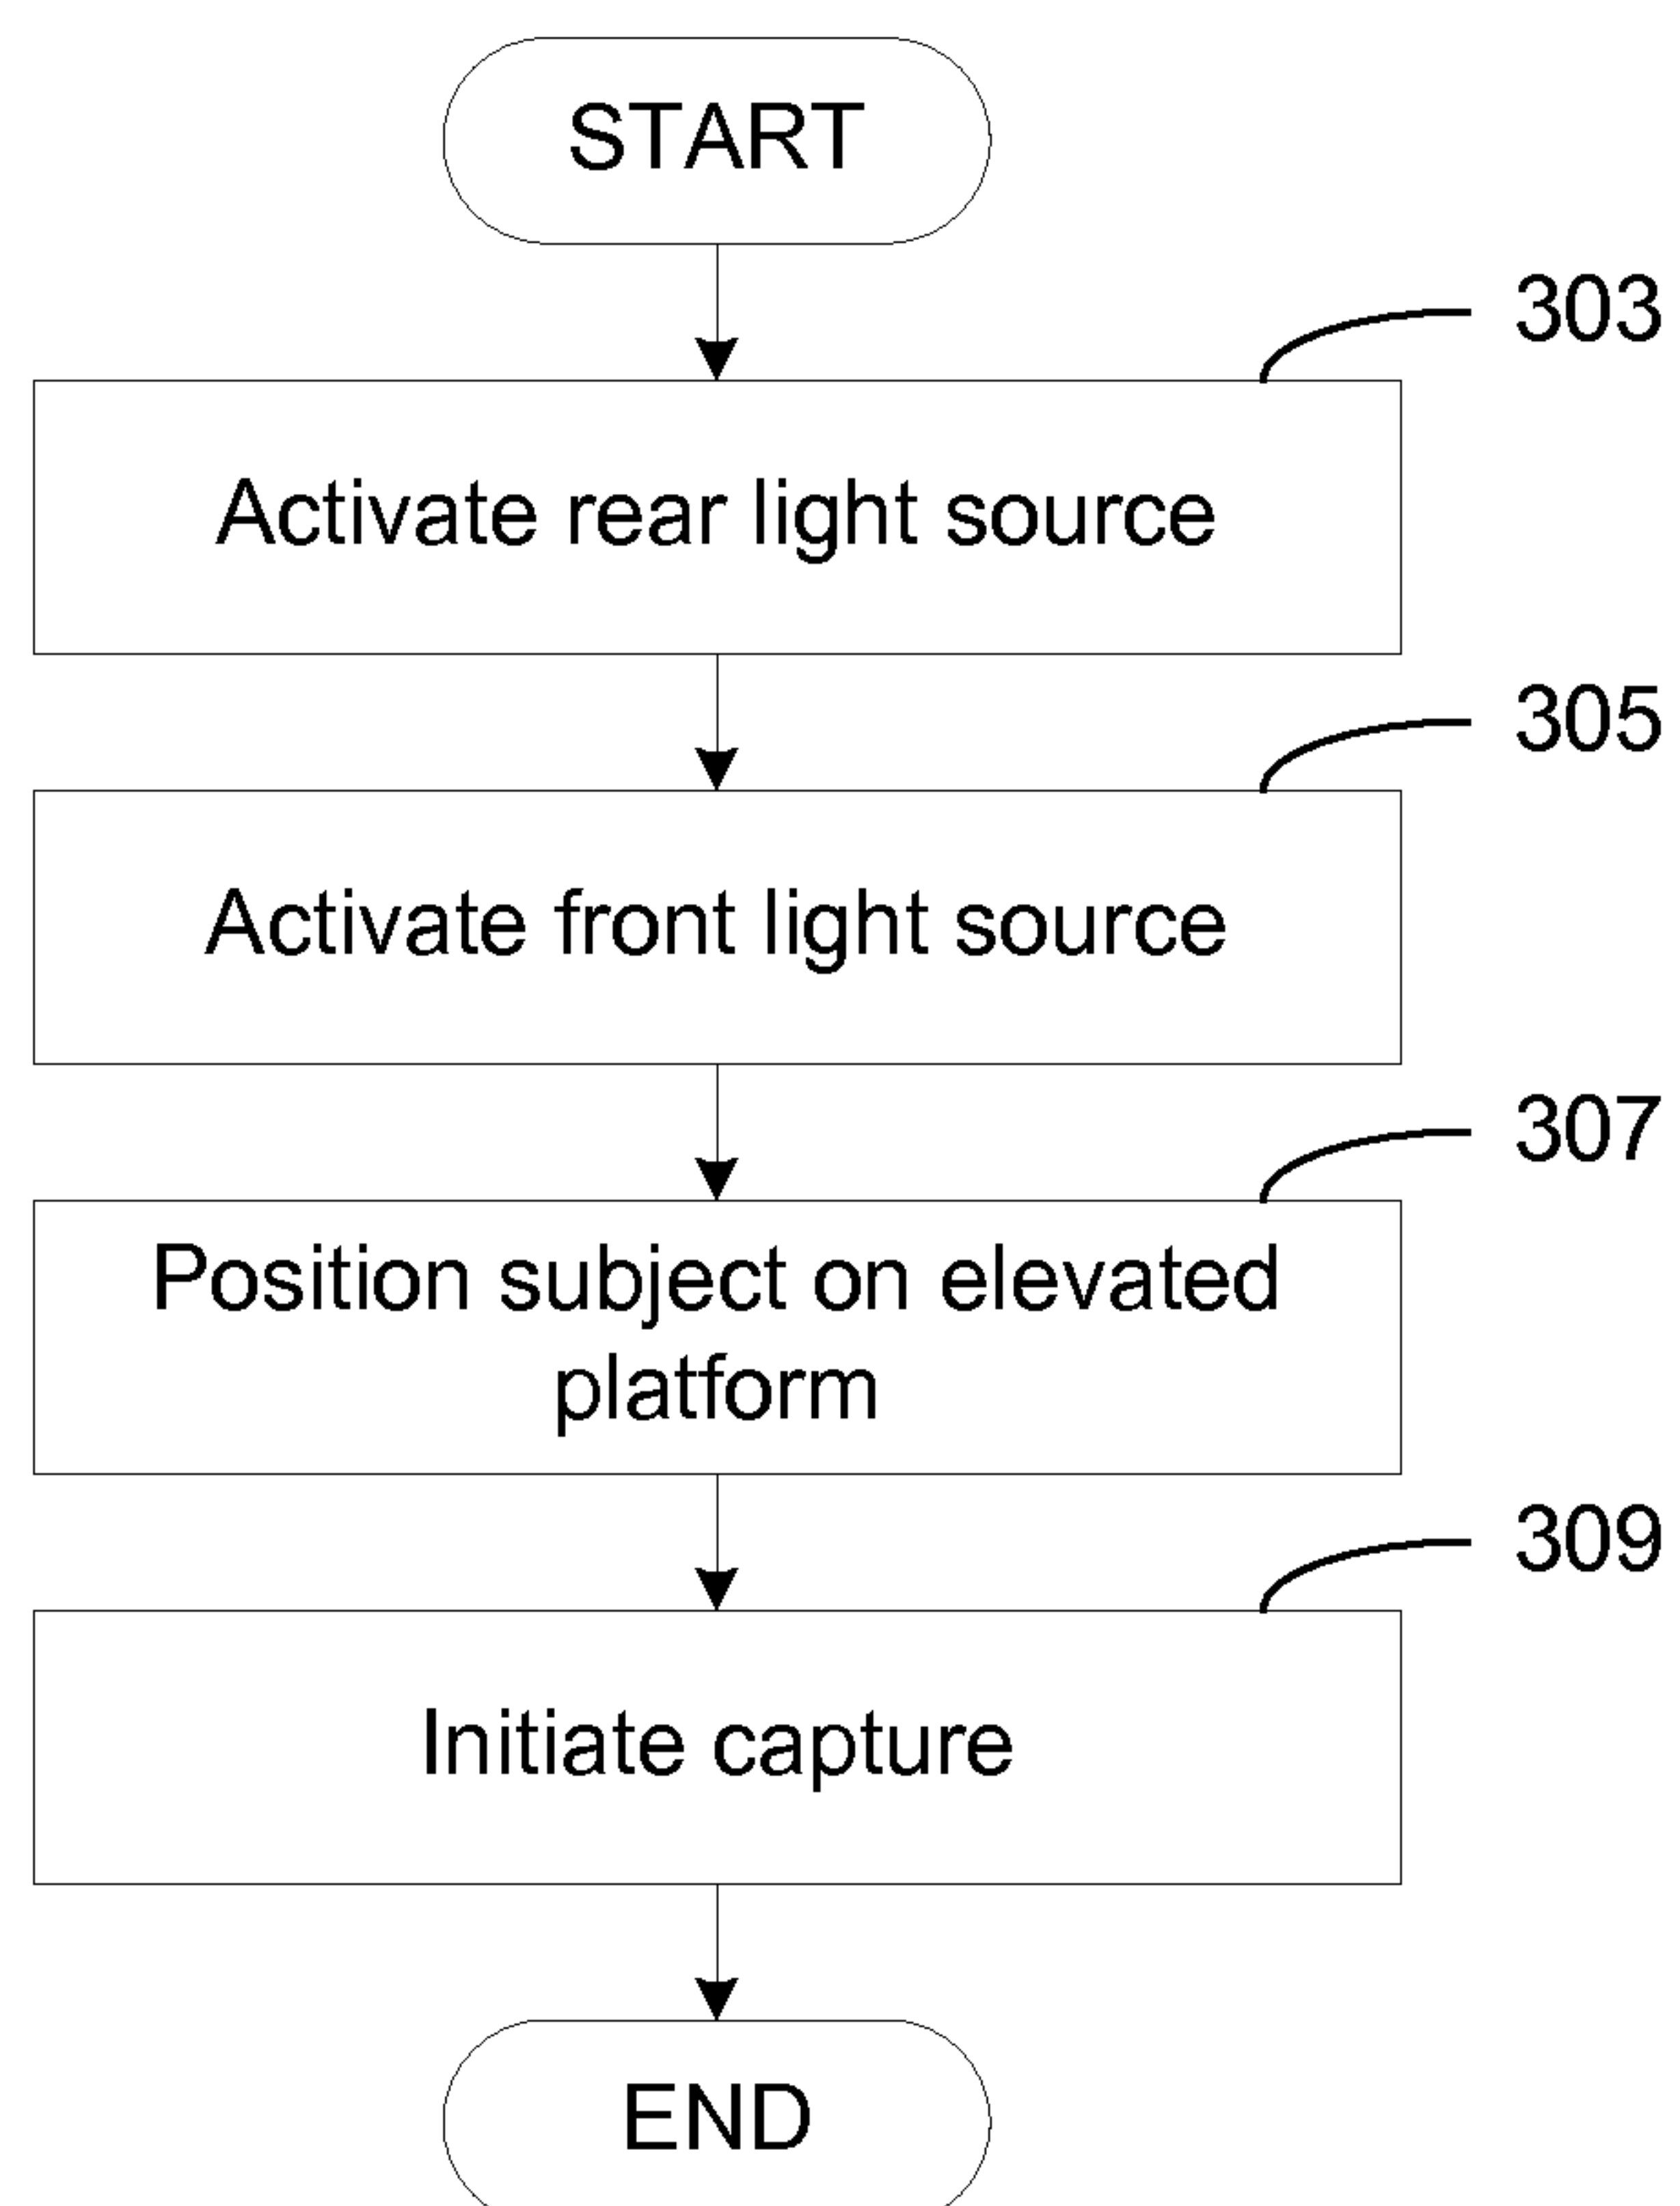 START
303
Activate rear light source
305
Activate front light source
307
Position subject on elevated
platform
309
Initiate capture
END